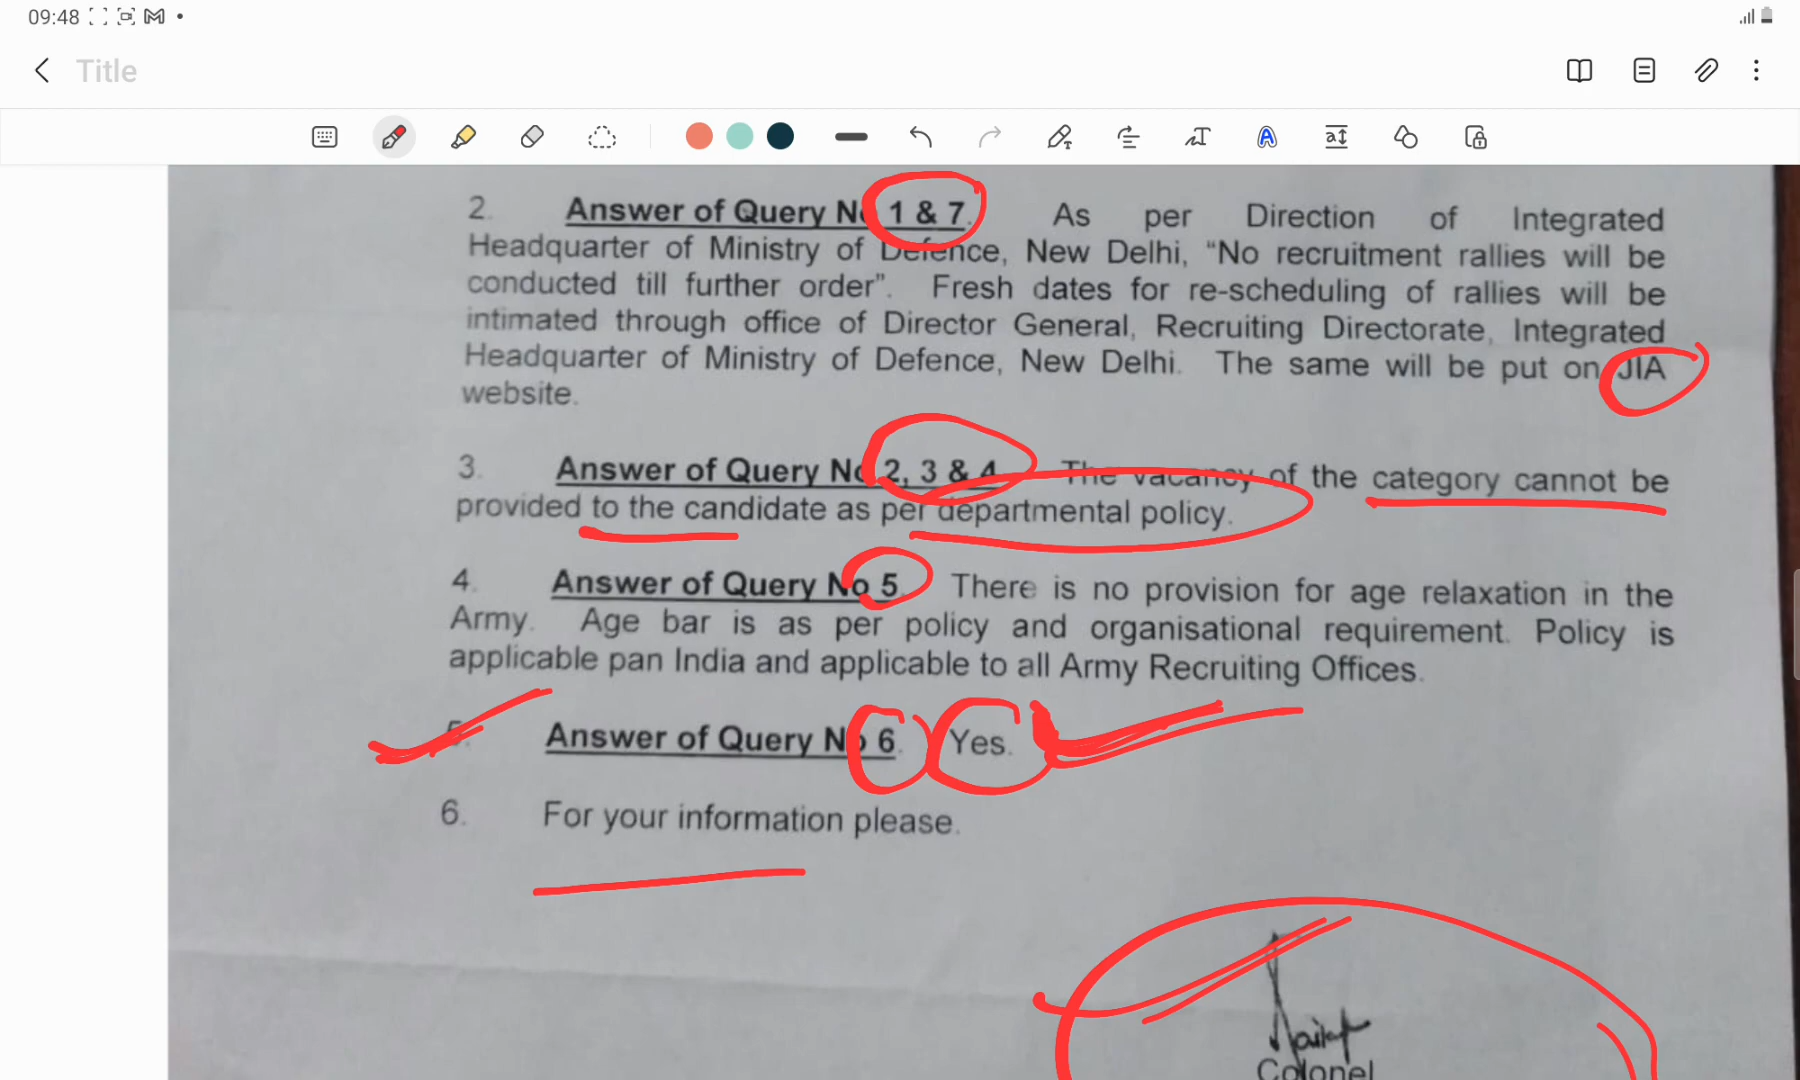 09:48
Title
2. Answer of Query No 1 & 7. As per Direction of Integrated
Headquarter of Ministry of Defence, New Delhi, “No recruitment rallies will be
conducted till further order”. Fresh dates for re-scheduling of rallies will be
intimated through office of Director General, Recruiting Directorate, Integrated
Headquarter of Ministry of Defence, New Delhi. The same will be put on JIA
website.
3. Answer of Query No 2, 3 & 4. The vacancy of the category cannot be
provided to the candidate as per departmental policy.
4. Answer of Query No 5. There is no provision for age relaxation in the
Army. Age bar is as per policy and organisational requirement. Policy is
applicable pan India and applicable to all Army Recruiting Offices.
5. Answer of Query No 6. Yes.
6. For your information please.
Colonel